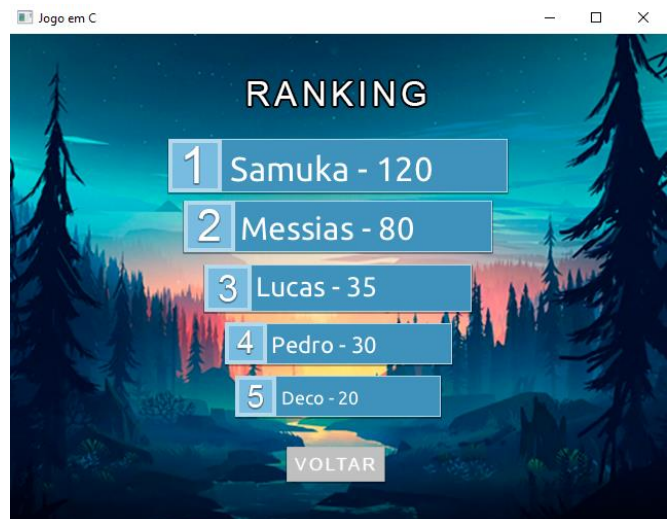 Jogo em C
RANKING
1 Samuka - 120
2 Messias - 80
3 Lucas - 35
4 Pedro - 30
5 Deco - 20
VOLTAR